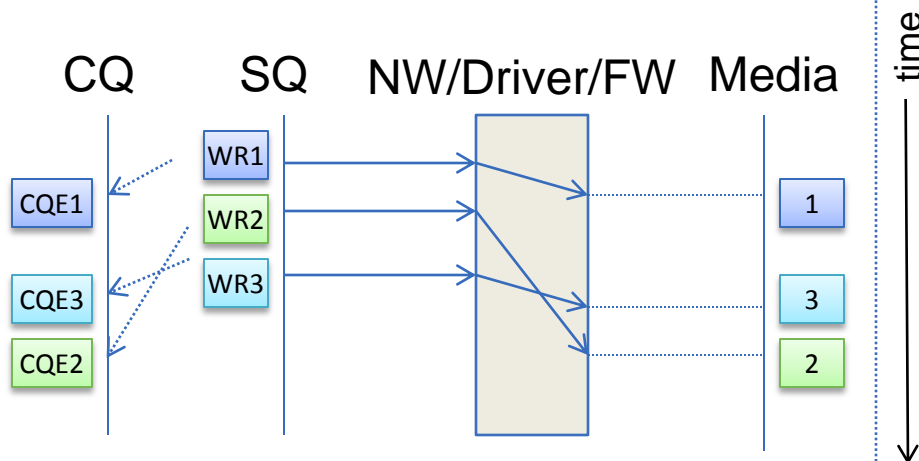 CQ
SQ
NW/Driver/FW
Media
time
WR1
CQE1
WR2
1
WR3
CQE3
3
CQE2
2